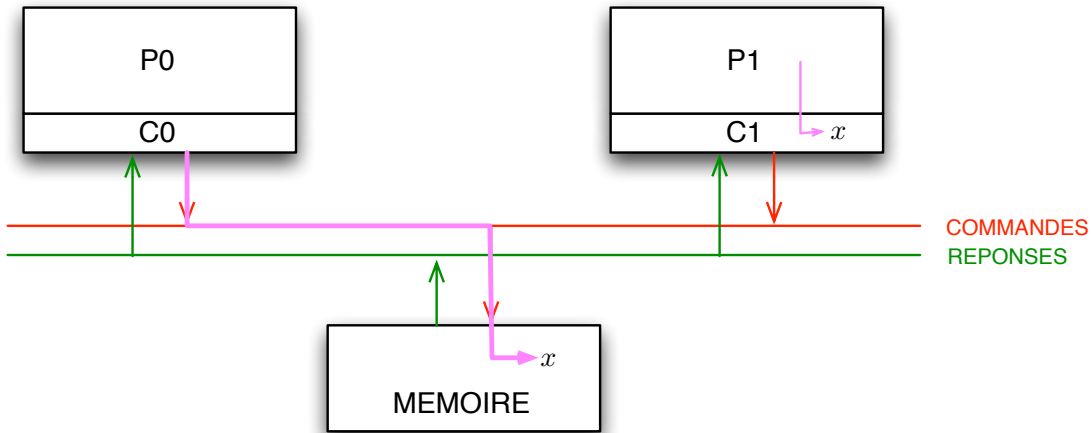 P0
P1
C0
C1
x
COMMANDES
REPONSES
x
MEMOIRE